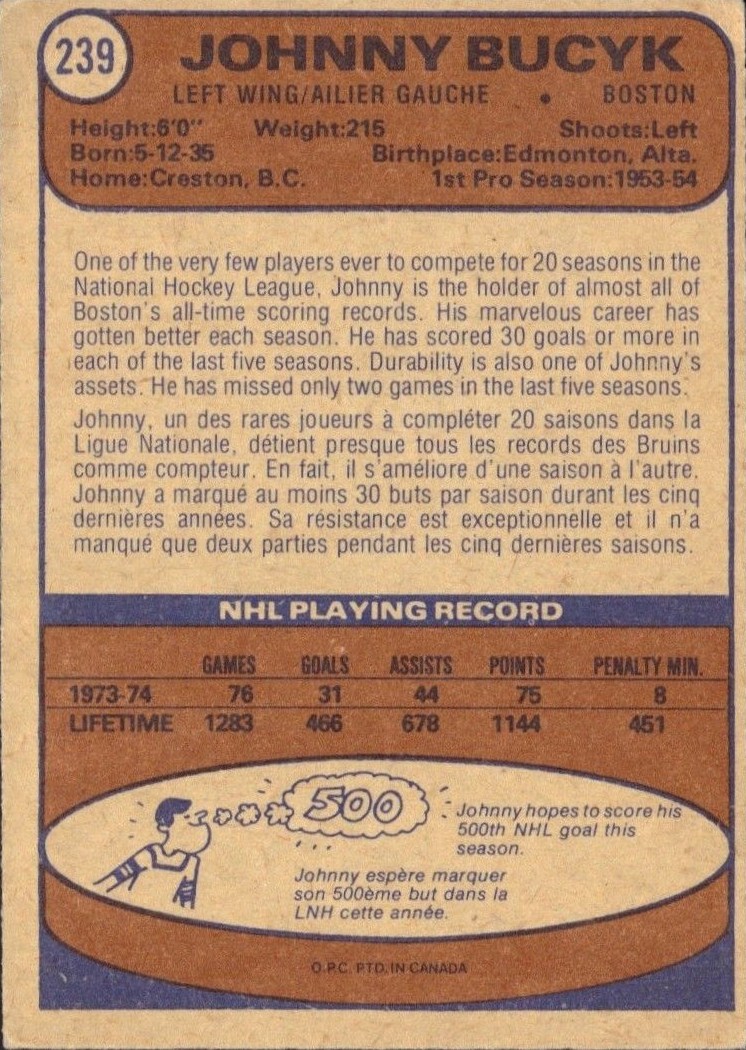 239
JOHNNY BUCYK
LEFT WING/AILIER GAUCHE • BOSTON
Height:6'0" Weight:215 Shoots:Left
Born:5-12-35 Birthplace:Edmonton, Alta.
Home:Creston, B.C. 1st Pro Season:1953-54
One of the very few players ever to compete for 20 seasons in the
National Hockey League, Johnny is the holder of almost all of
Boston's all-time scoring records. His marvelous career has
gotten better each season. He has scored 30 goals or more in
each of the last five seasons. Durability is also one of Johnny's
assets. He has missed only two games in the last five seasons.
Johnny, un des rares joueurs à compléter 20 saisons dans la
Ligue Nationale, détient presque tous les records des Bruins
comme compteur. En fait, il s'améliore d'une saison à l'autre.
Johnny a marqué au moins 30 buts par saison durant les cinq
dernières années. Sa résistance est exceptionnelle et il n'a
manqué que deux parties pendant les cinq dernières saisons.
NHL PLAYING RECORD
GAMES GOALS ASSISTS POINTS PENALTY MIN.
1973-74 76 31 44 75 8
LIFETIME 1283 466 678 1144 451
500
Johnny hopes to score his
500th NHL goal this
season.
Johnny espère marquer
son 500ème but dans la
LNH cette année.
O.P.C. PTD. IN CANADA